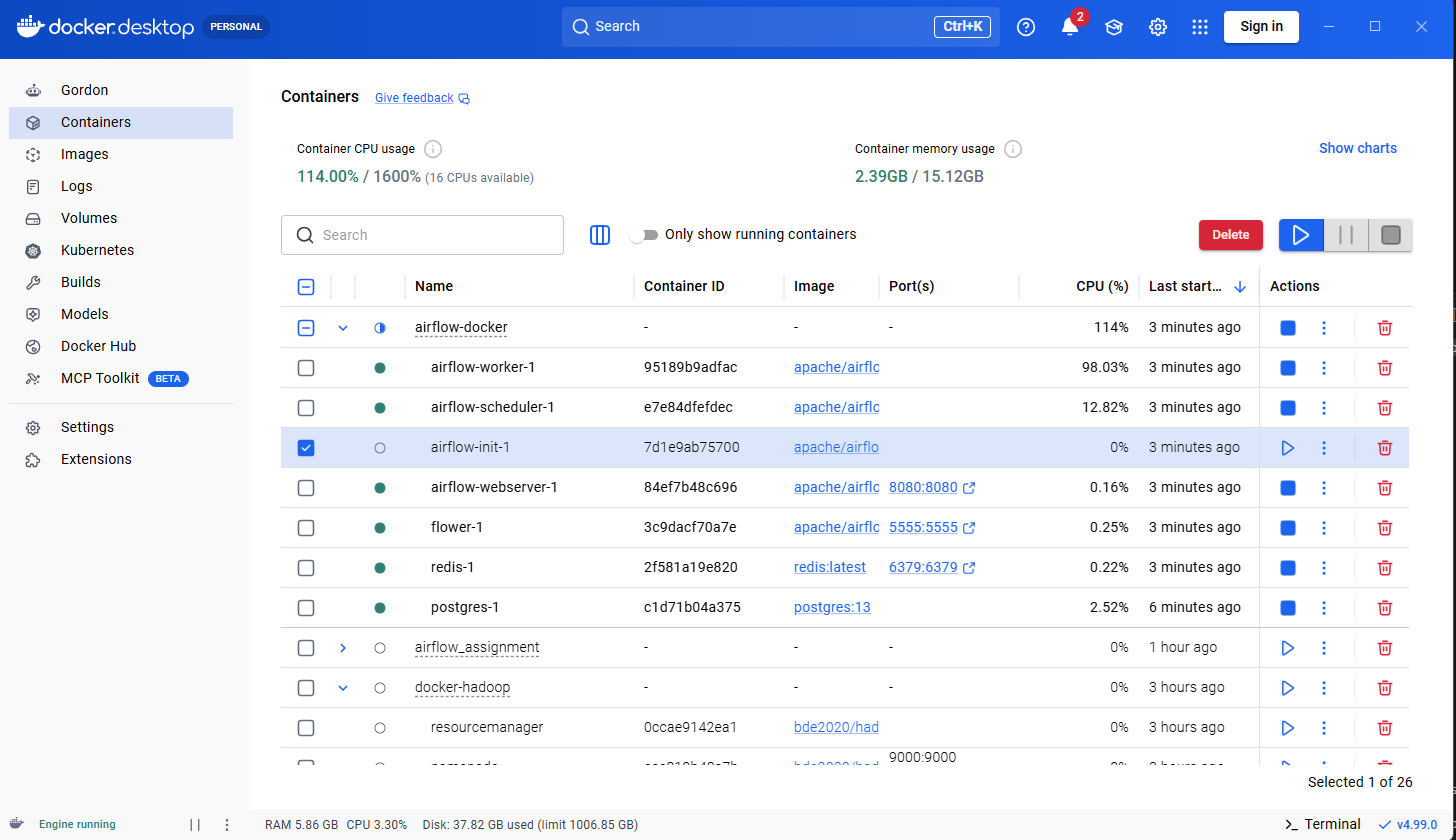 docker.desktop PERSONAL Search Ctrl+K 2 Sign in
Gordon
Containers
Images
Logs
Volumes
Kubernetes
Builds
Models
Docker Hub
MCP Toolkit BETA
Settings
Extensions
Containers Give feedback
Container CPU usage
114.00% / 1600% (16 CPUs available)
Container memory usage
2.39GB / 15.12GB
Show charts
Search Only show running containers Delete
Name Container ID Image Port(s) CPU (%) Last start... Actions
airflow-docker - - - 114% 3 minutes ago
airflow-worker-1 95189b9adfac apache/airflo 98.03% 3 minutes ago
airflow-scheduler-1 e7e84dfefdec apache/airflo 12.82% 3 minutes ago
airflow-init-1 7d1e9ab75700 apache/airflo 0% 3 minutes ago
airflow-webserver-1 84ef7b48c696 apache/airflo 8080:8080 0.16% 3 minutes ago
flower-1 3c9dacf70a7e apache/airflo 5555:5555 0.25% 3 minutes ago
redis-1 2f581a19e820 redis:latest 6379:6379 0.22% 3 minutes ago
postgres-1 c1d71b04a375 postgres:13 2.52% 6 minutes ago
airflow_assignment - - - 0% 1 hour ago
docker-hadoop - - - 0% 3 hours ago
resourcemanager 0ccae9142ea1 bde2020/had 0% 3 hours ago
9000:9000
Selected 1 of 26
Engine running RAM 5.86 GB CPU 3.30% Disk: 37.82 GB used (limit 1006.85 GB) Terminal v4.99.0